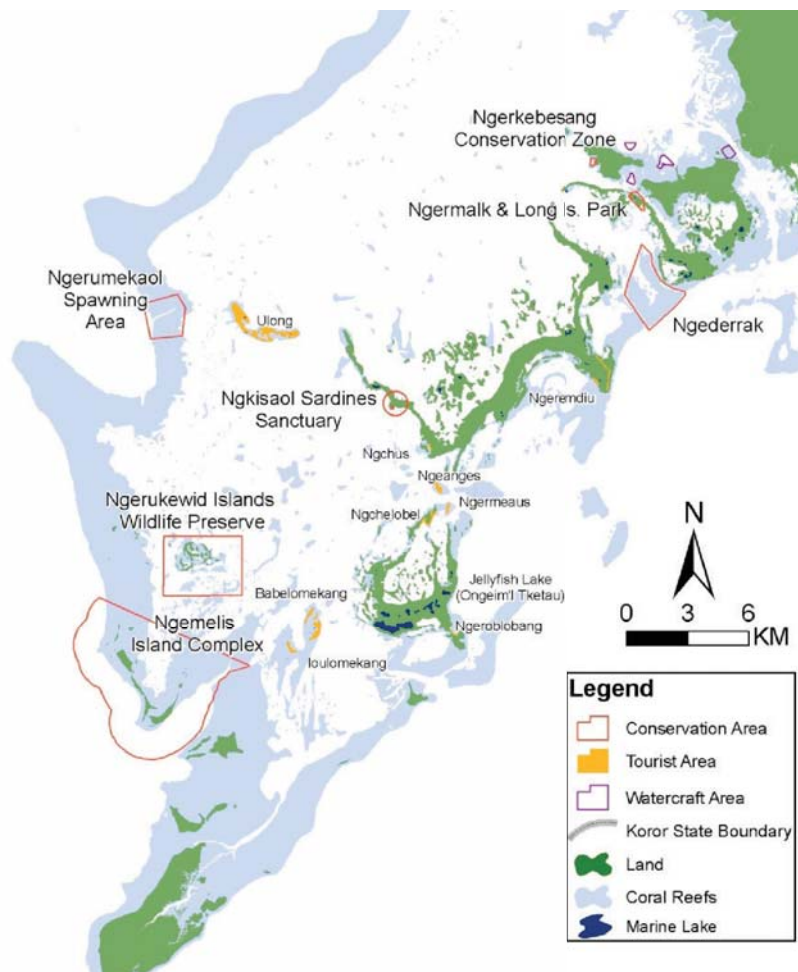 Ngerkebesang
Conservation Zone
Ngermalk & Long Is. Park
Ngerumekaol
Spawning
Area
Ulong
Ngederrak
Ngkisaol Sardines
Sanctuary
Ngeremdiu
Ngchus
Ngeanges
Ngermeaus
Ngchelobel
Ngerukewid Islands
Wildlife Preserve
N
Jellyfish Lake
(Ongeim'l Tketau)
Babelomekang
0 3 6
KM
Ngemelis
Island Complex
Ngerobiobang
Ioulomekang
Legend
Conservation Area
Tourist Area
Watercraft Area
Koror State Boundary
Land
Coral Reefs
Marine Lake